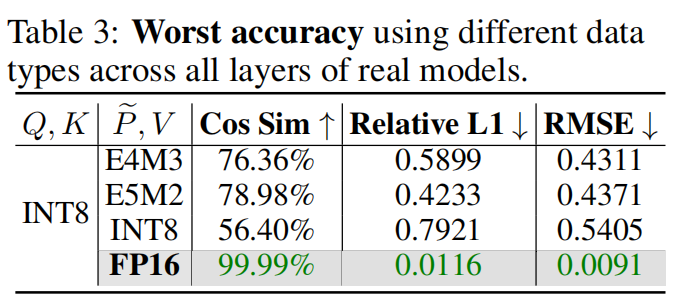 Table 3: Worst accuracy using different data
types across all layers of real models.
Q, K P̃, V Cos Sim ↑ Relative L1 ↓ RMSE ↓
E4M3 76.36% 0.5899 0.4311
E5M2 78.98% 0.4233 0.4371
INT8
INT8 56.40% 0.7921 0.5405
FP16 99.99% 0.0116 0.0091